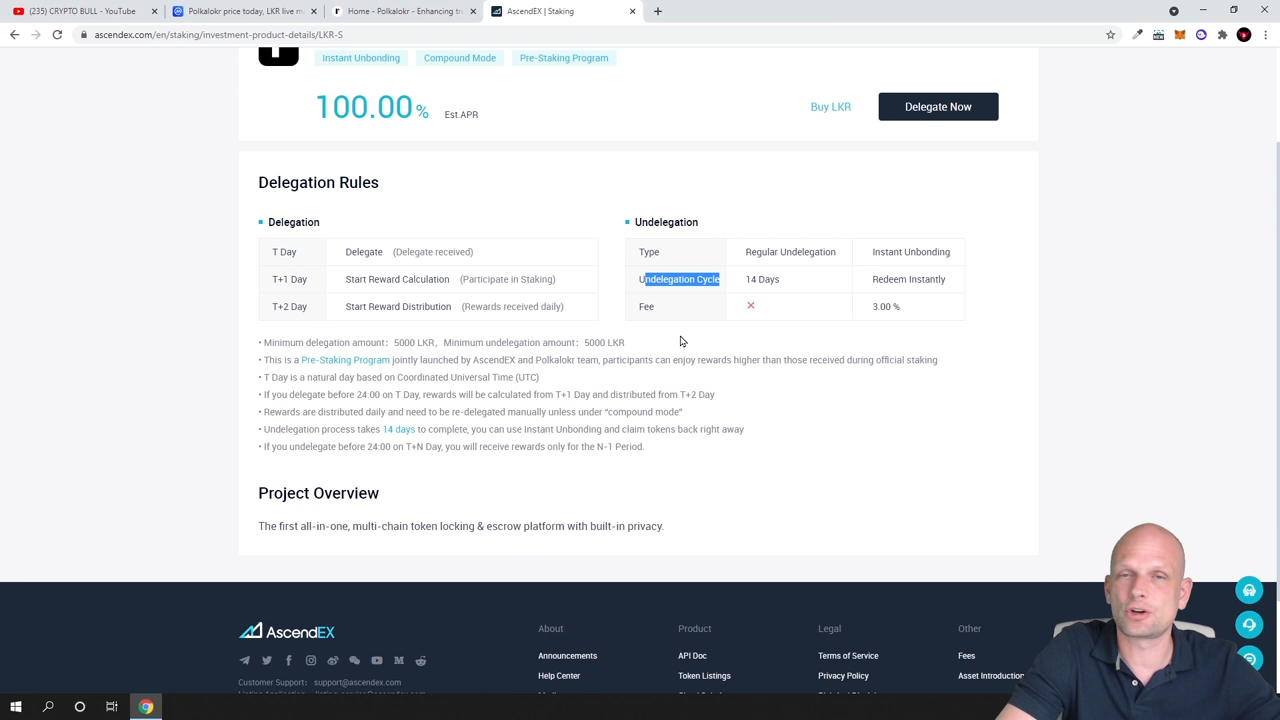 (235) CRYPTO BULL - YouTube
Polkalokr price today, LKR-USD
Home - Polkalokr - Enhancing tr
AscendEX | Staking
ascendex.com/en/staking/investment-product-details/LKR-S
Instant Unbonding
Compound Mode
Pre-Staking Program
100.00 %
Est.APR
Buy LKR
Delegate Now
Delegation Rules
Delegation
T Day Delegate (Delegate received)
T+1 Day Start Reward Calculation (Participate in Staking)
T+2 Day Start Reward Distribution (Rewards received daily)
Undelegation
Type Regular Undelegation Instant Unbonding
Undelegation Cycle 14 Days Redeem Instantly
Fee 3.00 %
• Minimum delegation amount: 5000 LKR, Minimum undelegation amount: 5000 LKR
• This is a Pre-Staking Program jointly launched by AscendEX and Polkalokr team, participants can enjoy rewards higher than those received during official staking
• T Day is a natural day based on Coordinated Universal Time (UTC)
• If you delegate before 24:00 on T Day, rewards will be calculated from T+1 Day and distributed from T+2 Day
• Rewards are distributed daily and need to be re-delegated manually unless under “compound mode”
• Undelegation process takes 14 days to complete, you can use Instant Unbonding and claim tokens back right away
• If you undelegate before 24:00 on T+N Day, you will receive rewards only for the N-1 Period.
Project Overview
The first all-in-one, multi-chain token locking & escrow platform with built-in privacy.
AscendEX
Customer Support: support@ascendex.com
About
Announcements
Help Center
Product
API Doc
Token Listings
Legal
Terms of Service
Privacy Policy
Other
Fees
Asset Introduction